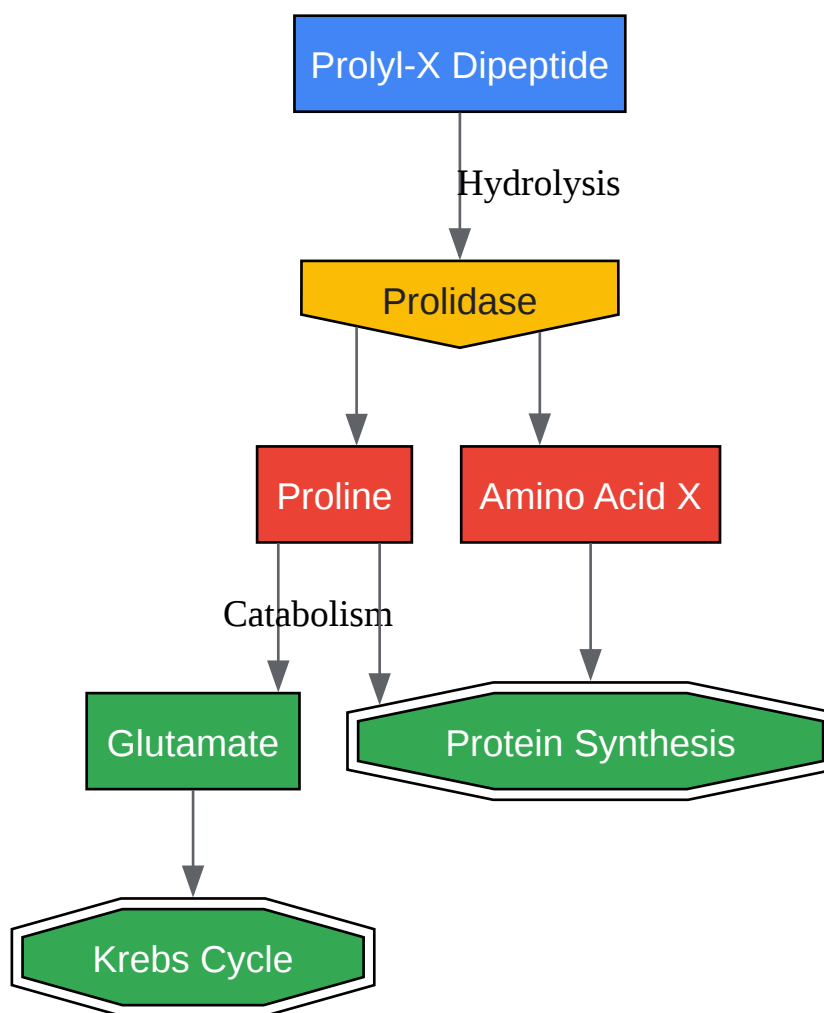 Prolyl-X Dipeptide
Hydrolysis
Prolidase
Proline
Amino Acid X
Catabolism
Glutamate
Protein Synthesis
Krebs Cycle